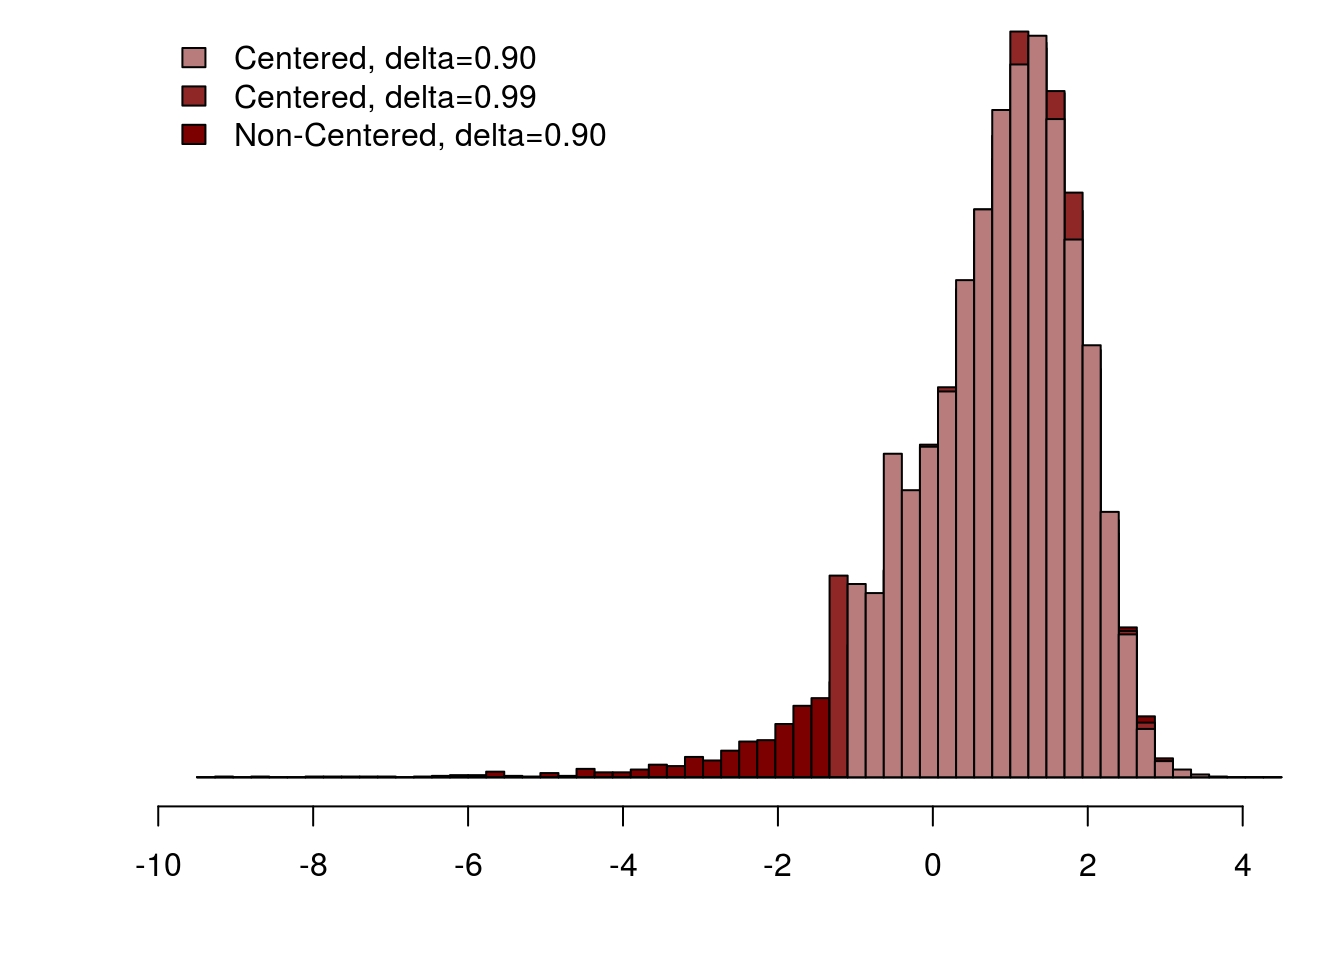 Centered, delta=0.90
Centered, delta=0.99
Non-Centered, delta=0.90
-10 -8 -6 -4 -2 0 2 4